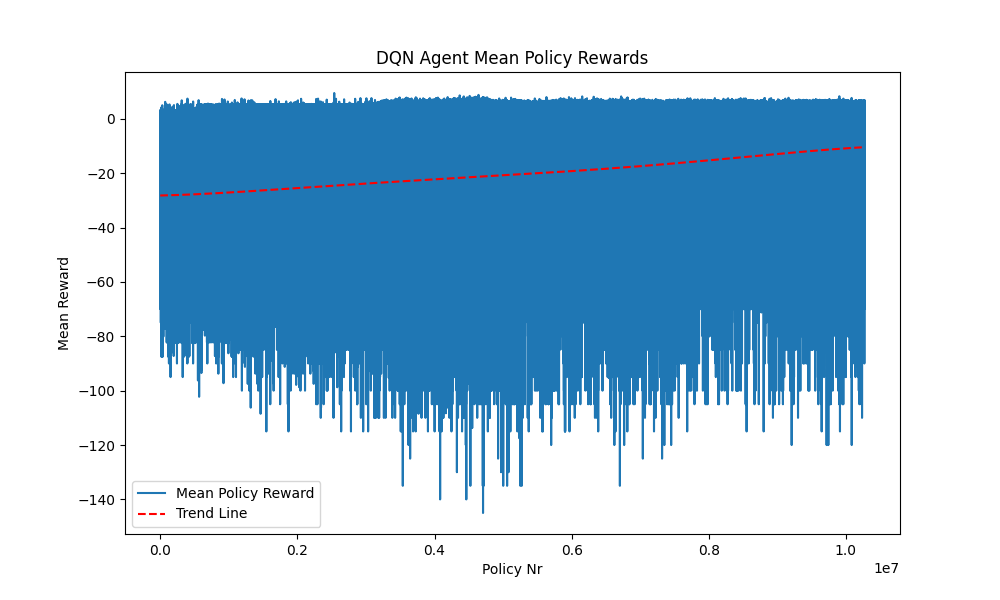 DQN Agent Mean Policy Rewards
Mean Reward
0
−20
−40
−60
−80
−100
−120
−140
Mean Policy Reward
Trend Line
0.0 0.2 0.4 0.6 0.8 1.0
1e7
Policy Nr